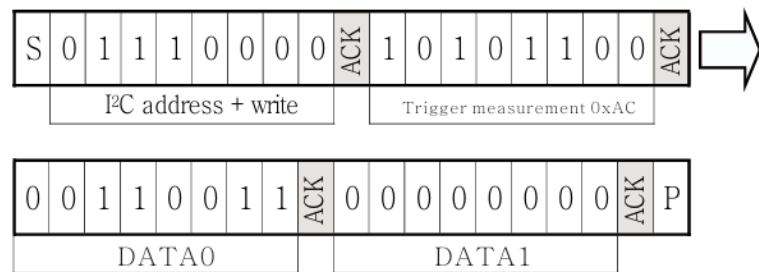 S 0 1 1 1 0 0 0 0 ACK 1 0 1 0 1 1 0 0 ACK
I²C address + write Trigger measurement 0xAC
0 0 1 1 0 0 1 1 ACK 0 0 0 0 0 0 0 0 ACK P
DATA0 DATA1